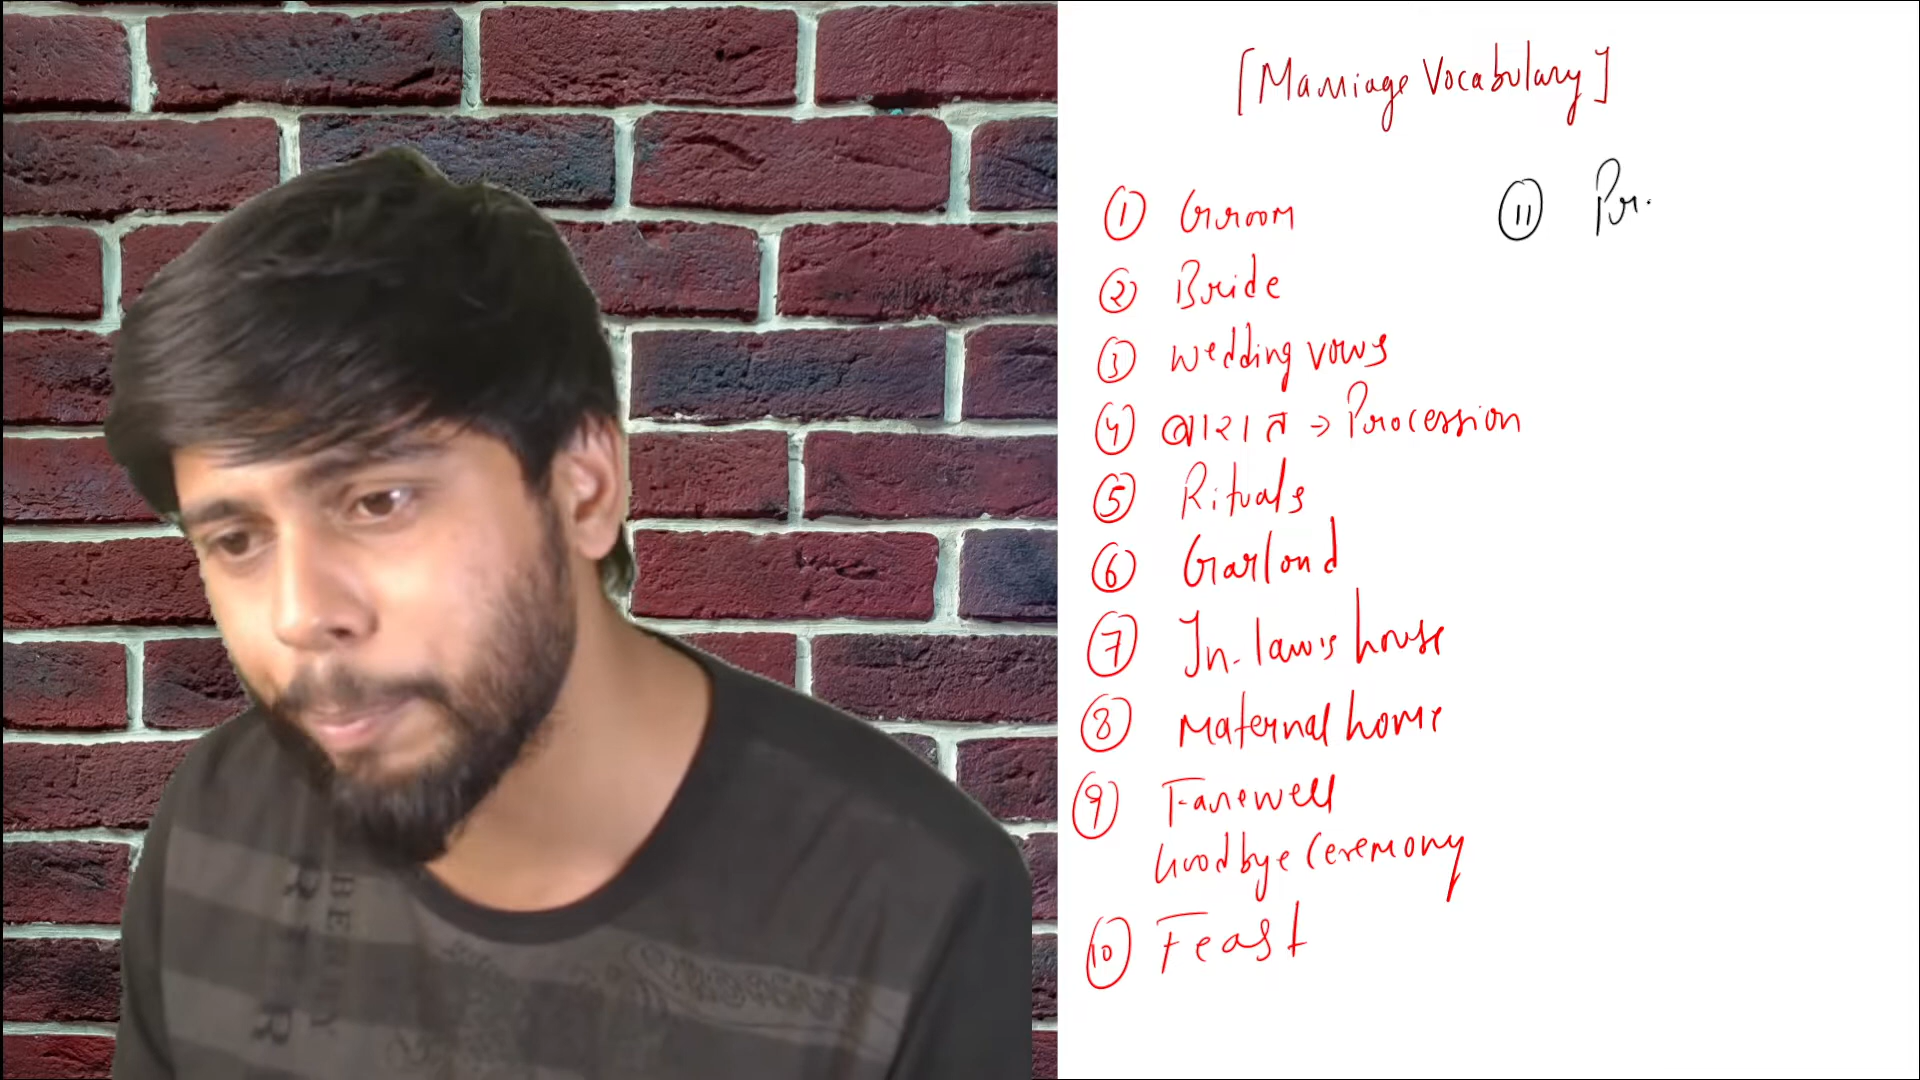 [Marriage Vocabulary]
① Groom
② Bride
③ wedding vows
④ बारात → Procession
⑤ Rituals
⑥ Garland
⑦ In-law's house
⑧ Maternal home
⑨ Farewell
Goodbye Ceremony
⑩ Feast
⑪ Pr